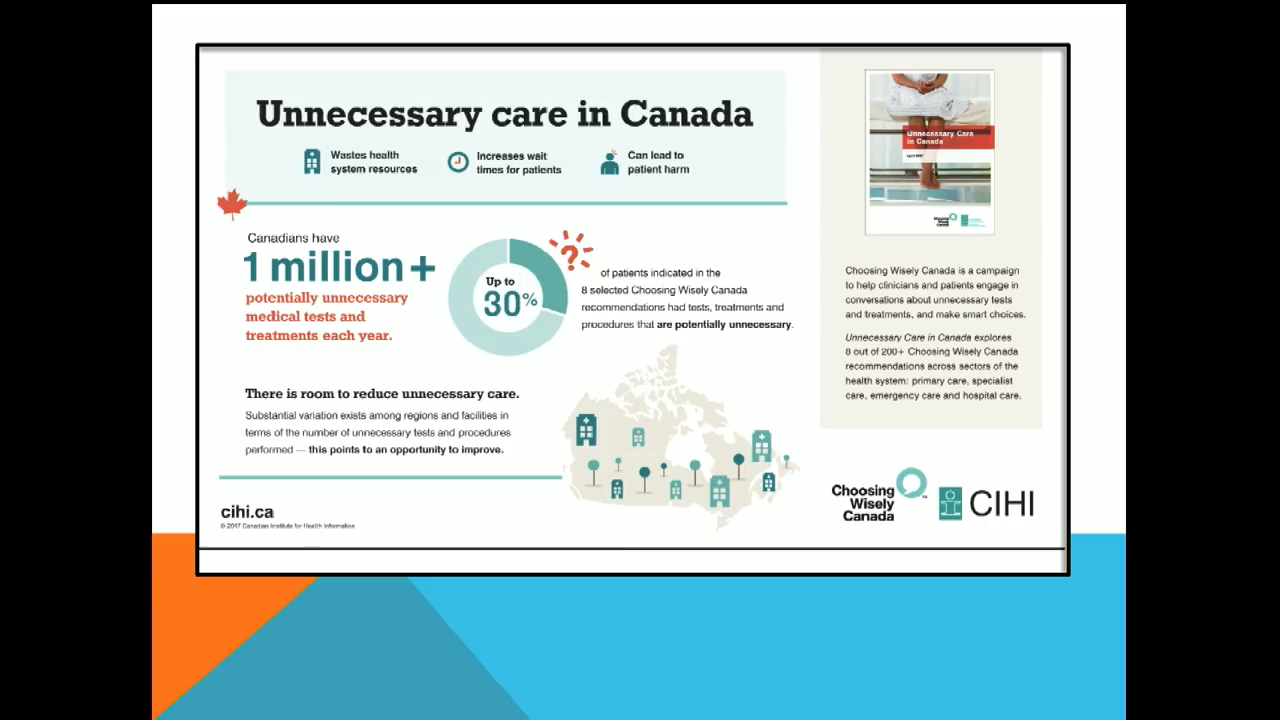 Unnecessary care in Canada
Wastes health
system resources
Increases wait
times for patients
Can lead to
patient harm
Canadians have
1 million+
potentially unnecessary
medical tests and
treatments each year.
Up to
30%
?
of patients indicated in the
8 selected Choosing Wisely Canada
recommendations had tests, treatments and
procedures that are potentially unnecessary.
There is room to reduce unnecessary care.
Substantial variation exists among regions and facilities in
terms of the number of unnecessary tests and procedures
performed — this points to an opportunity to improve.
cihi.ca
© 2017 Canadian Institute for Health Information
Unnecessary Care
in Canada
Choosing
Wisely
Canada
Choosing Wisely Canada is a campaign
to help clinicians and patients engage in
conversations about unnecessary tests
and treatments, and make smart choices.
Unnecessary Care in Canada explores
8 out of 200+ Choosing Wisely Canada
recommendations across sectors of the
health system: primary care, specialist
care, emergency care and hospital care.
Choosing
Wisely
Canada
TM
CIHI